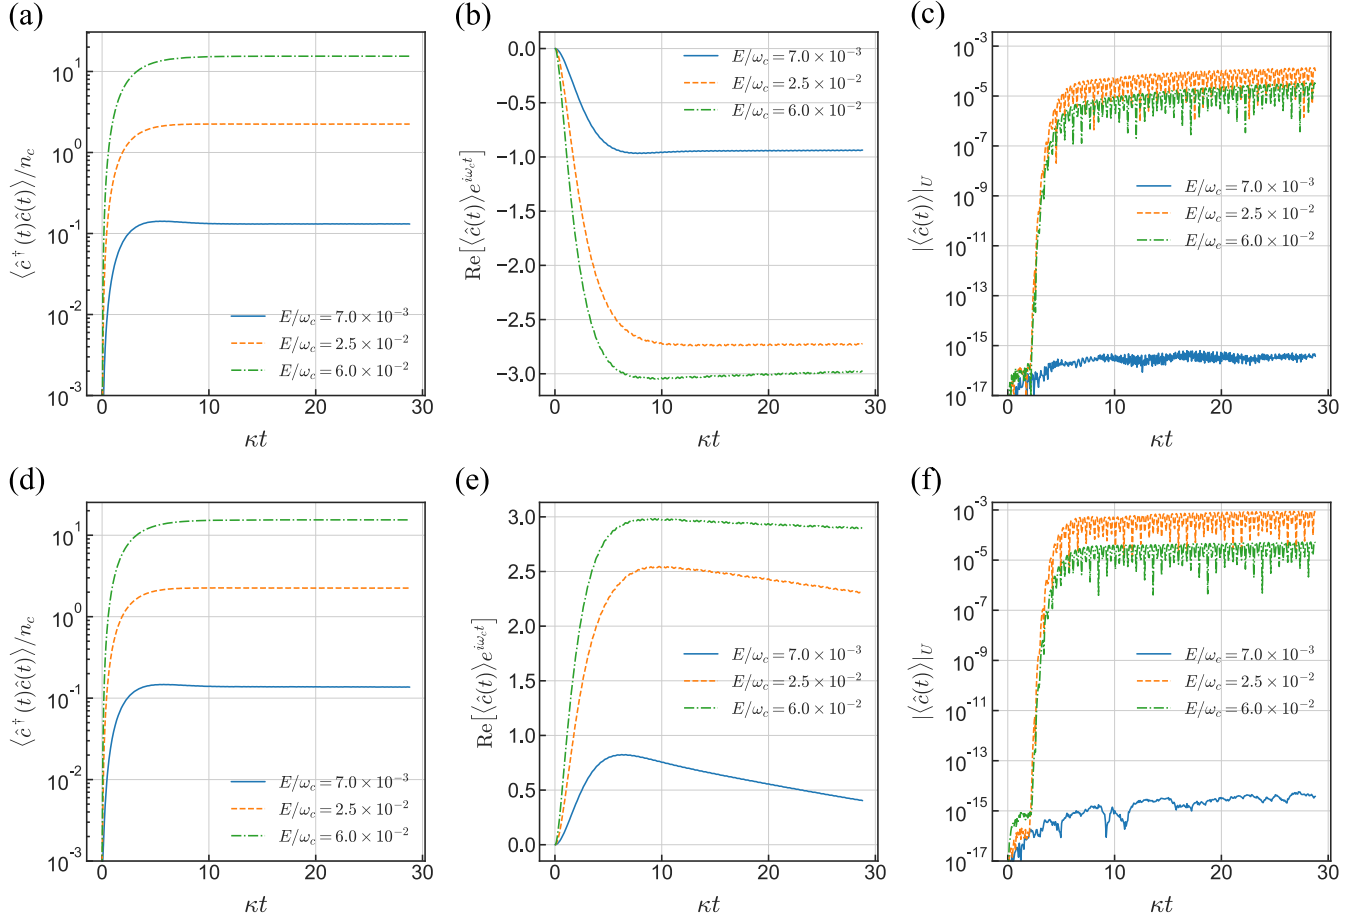 (a)
10^1
10^0
10^-1
10^-2
10^-3
⟨ĉ†(t)ĉ(t)⟩/n_c
E/ω_c = 7.0 × 10^-3
E/ω_c = 2.5 × 10^-2
E/ω_c = 6.0 × 10^-2
0 10 20 30
κt
(b)
0.0
−0.5
−1.0
−1.5
−2.0
−2.5
−3.0
Re[⟨ĉ(t)⟩e^{iω_c t}]
E/ω_c = 7.0 × 10^-3
E/ω_c = 2.5 × 10^-2
E/ω_c = 6.0 × 10^-2
0 10 20 30
κt
(c)
10^-3
10^-5
10^-7
10^-9
10^-11
10^-13
10^-15
10^-17
|⟨ĉ(t)⟩|_U
E/ω_c = 7.0 × 10^-3
E/ω_c = 2.5 × 10^-2
E/ω_c = 6.0 × 10^-2
0 10 20 30
κt
(d)
10^1
10^0
10^-1
10^-2
10^-3
⟨ĉ†(t)ĉ(t)⟩/n_c
E/ω_c = 7.0 × 10^-3
E/ω_c = 2.5 × 10^-2
E/ω_c = 6.0 × 10^-2
0 10 20 30
κt
(e)
3.0
2.5
2.0
1.5
1.0
0.5
0.0
Re[⟨ĉ(t)⟩e^{iω_c t}]
E/ω_c = 7.0 × 10^-3
E/ω_c = 2.5 × 10^-2
E/ω_c = 6.0 × 10^-2
0 10 20 30
κt
(f)
10^-3
10^-5
10^-7
10^-9
10^-11
10^-13
10^-15
10^-17
|⟨ĉ(t)⟩|_U
E/ω_c = 7.0 × 10^-3
E/ω_c = 2.5 × 10^-2
E/ω_c = 6.0 × 10^-2
0 10 20 30
κt